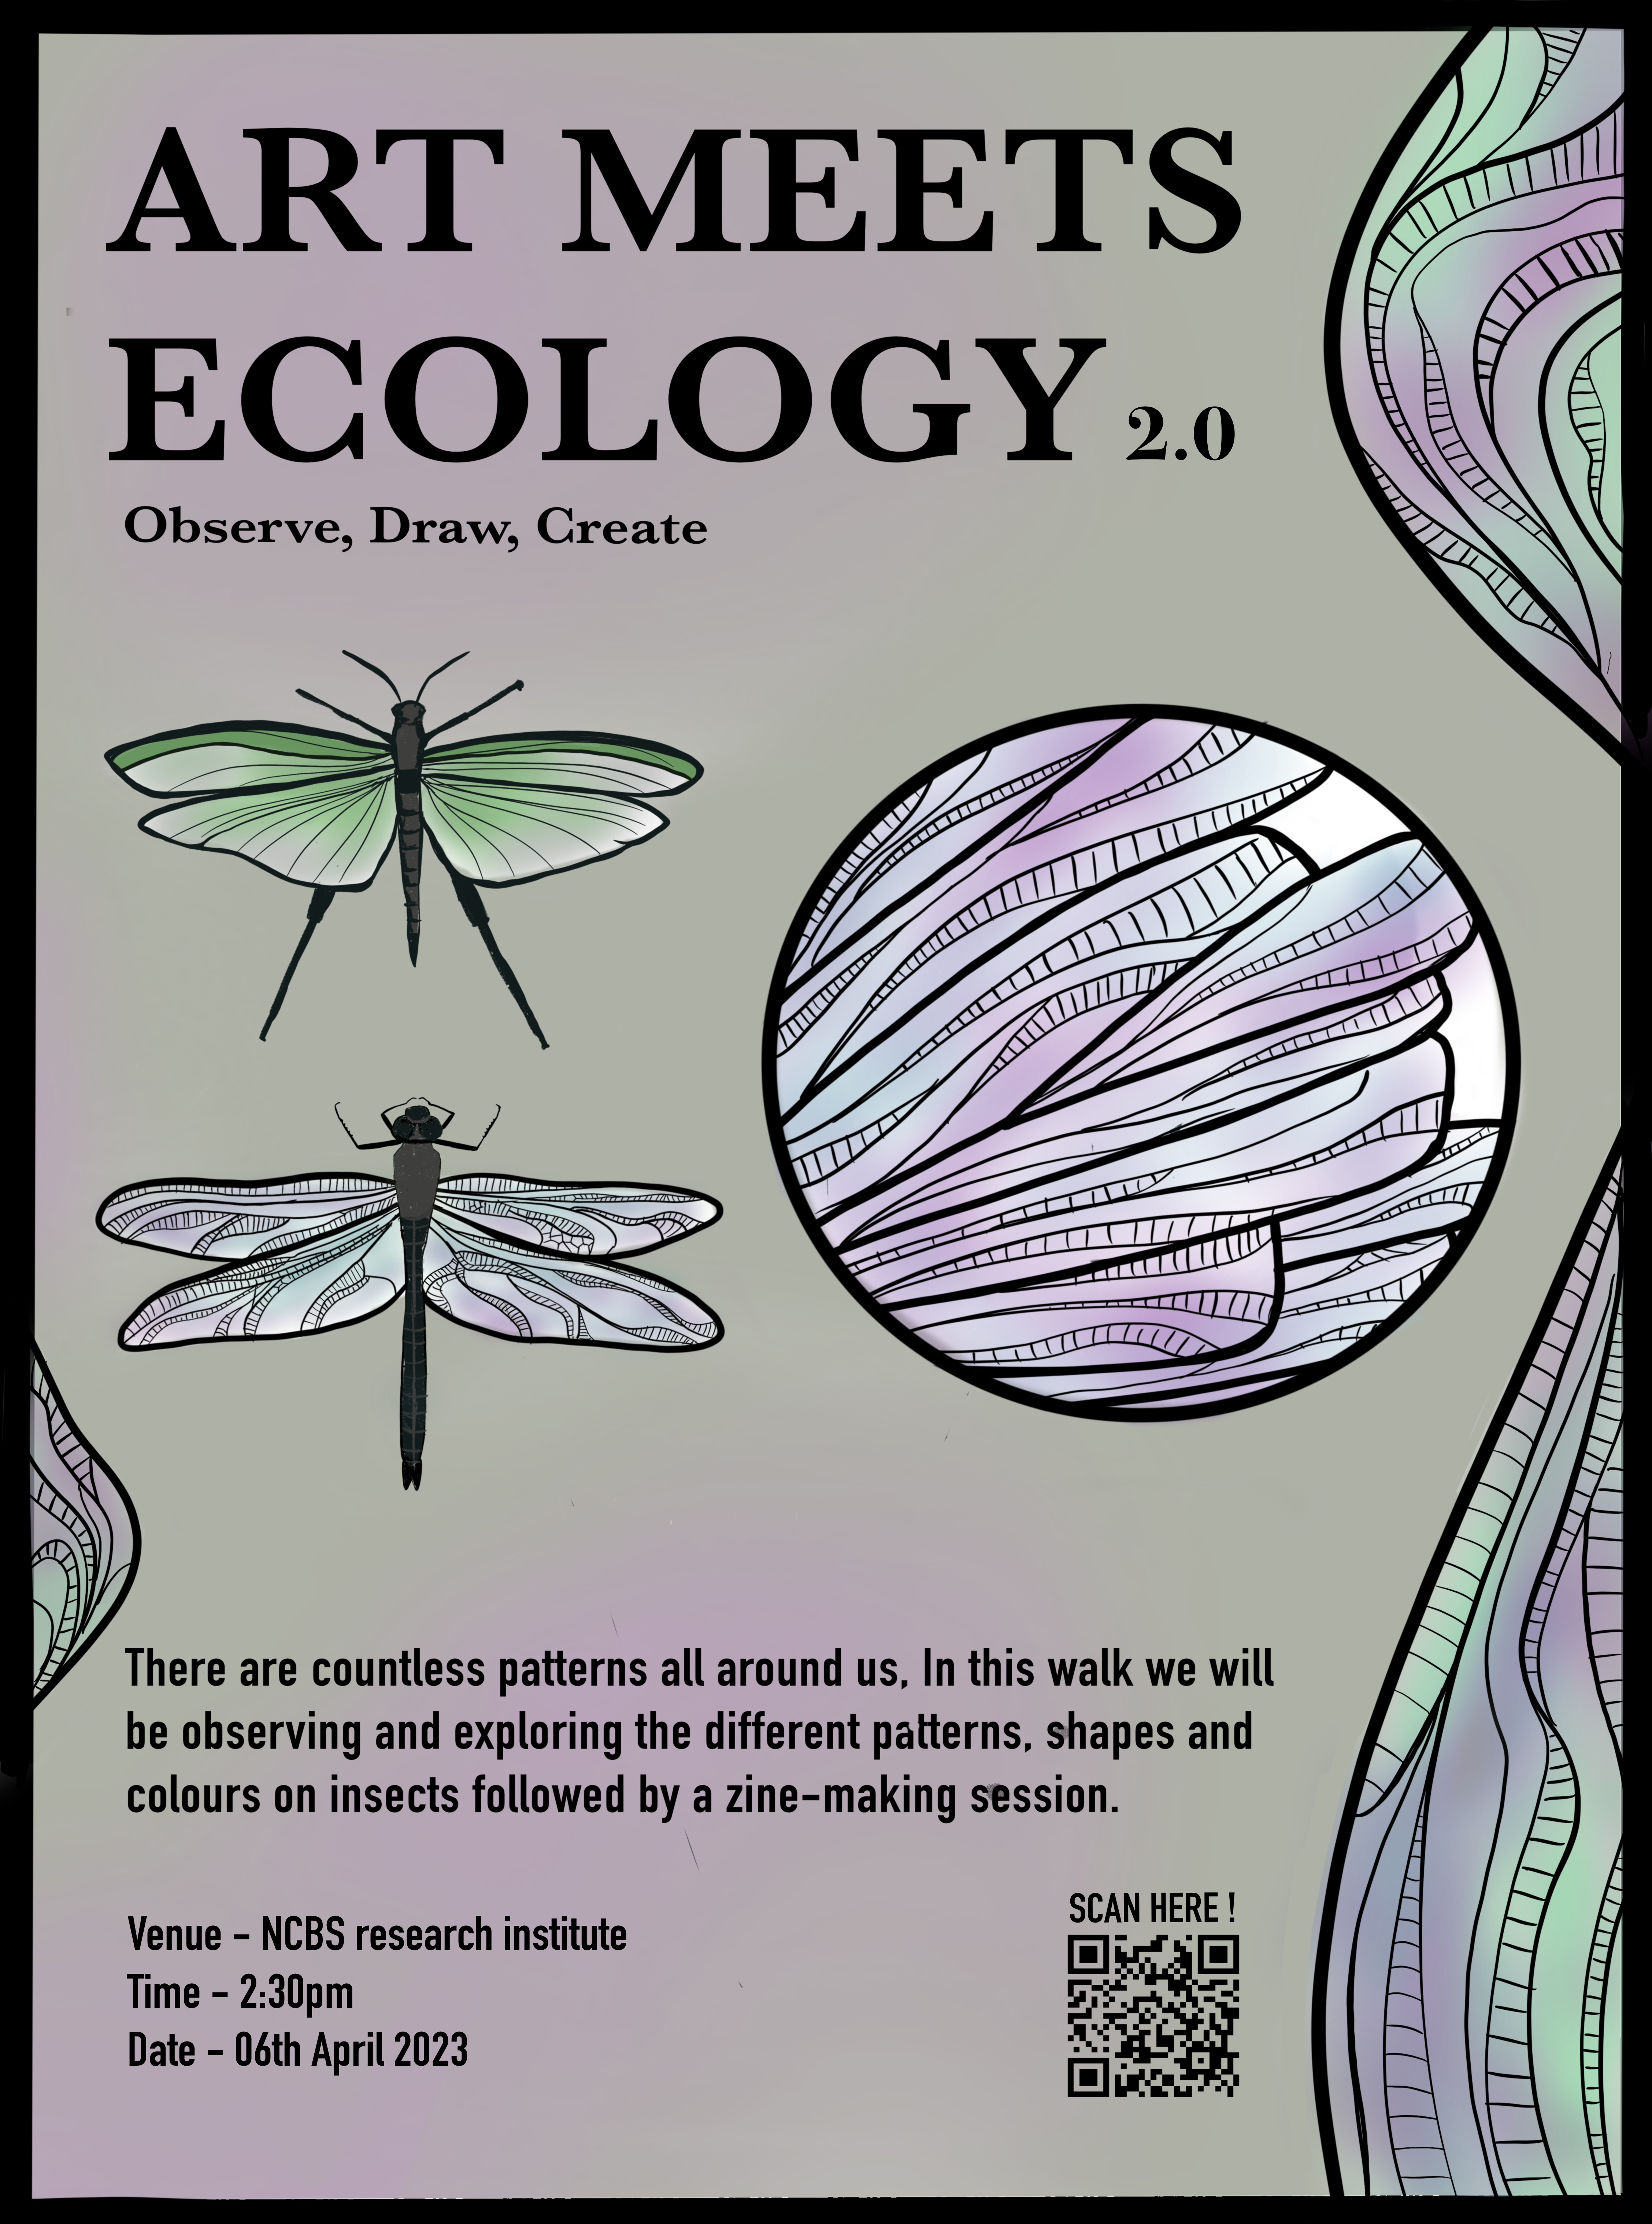 ART MEETS
ECOLOGY 2.0
Observe, Draw, Create
There are countless patterns all around us, In this walk we will
be observing and exploring the different patterns, shapes and
colours on insects followed by a zine-making session.
Venue - NCBS research institute
Time - 2:30pm
Date - 06th April 2023
SCAN HERE !